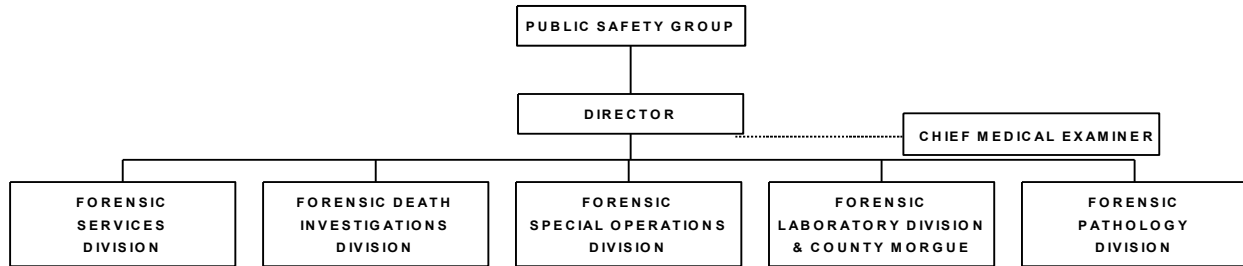 PUBLIC SAFETY GROUP
DIRECTOR
CHIEF MEDICAL EXAMINER
FORENSIC
SERVICES
DIVISION
FORENSIC DEATH
INVESTIGATIONS
DIVISION
FORENSIC
SPECIAL OPERATIONS
DIVISION
FORENSIC
LABORATORY DIVISION
& COUNTY MORGUE
FORENSIC
PATHOLOGY
DIVISION